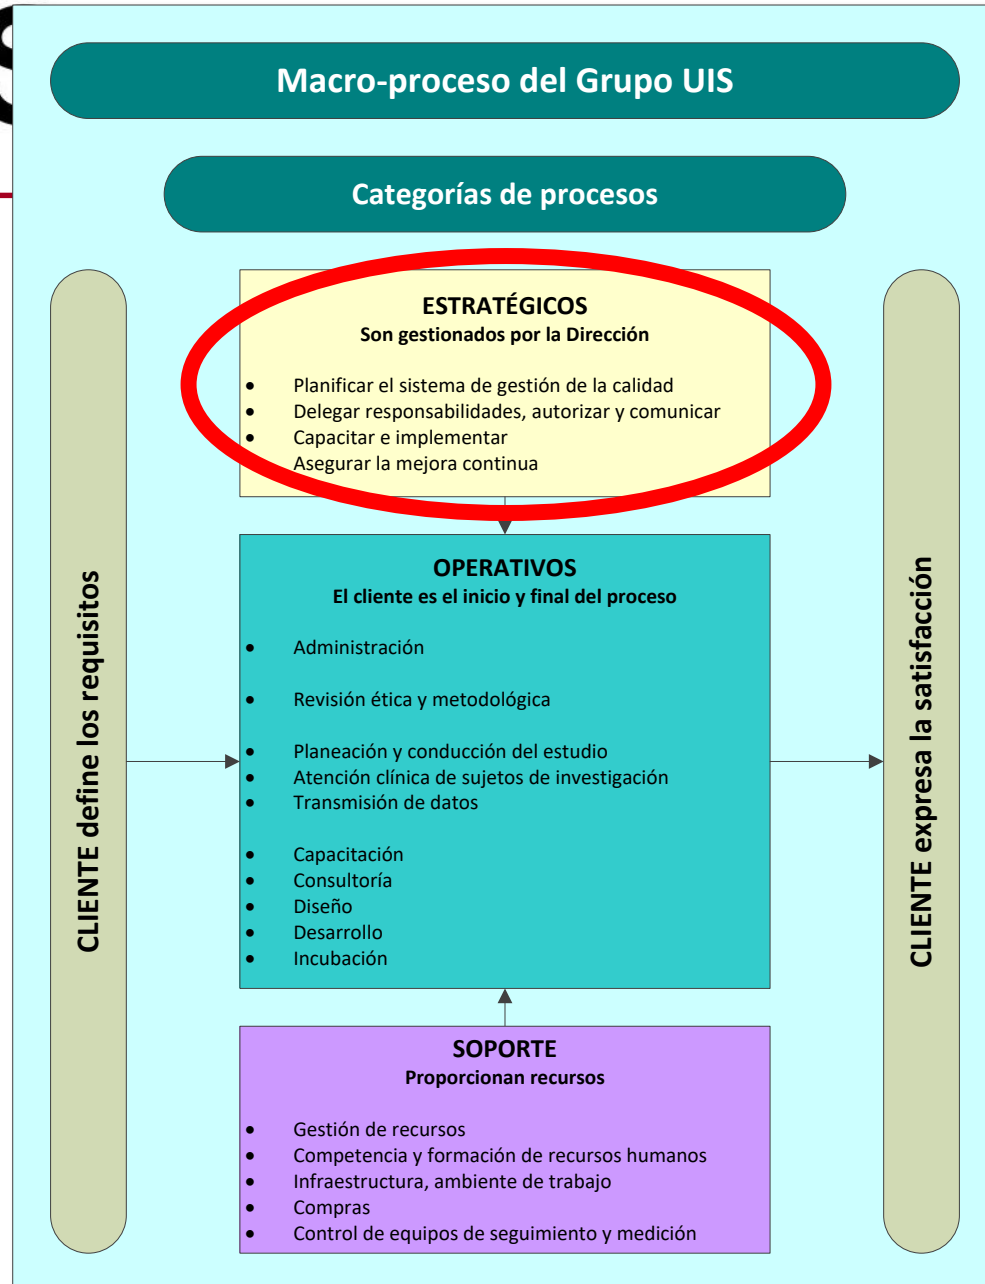 S
Macro-proceso del Grupo UIS
Categorías de procesos
CLIENTE define los requisitos
ESTRATÉGICOS
Son gestionados por la Dirección
• Planificar el sistema de gestión de la calidad
• Delegar responsabilidades, autorizar y comunicar
• Capacitar e implementar
Asegurar la mejora continua
OPERATIVOS
El cliente es el inicio y final del proceso
• Administración
• Revisión ética y metodológica
• Planeación y conducción del estudio
• Atención clínica de sujetos de investigación
• Transmisión de datos
• Capacitación
• Consultoría
• Diseño
• Desarrollo
• Incubación
SOPORTE
Proporcionan recursos
• Gestión de recursos
• Competencia y formación de recursos humanos
• Infraestructura, ambiente de trabajo
• Compras
• Control de equipos de seguimiento y medición
CLIENTE expresa la satisfacción